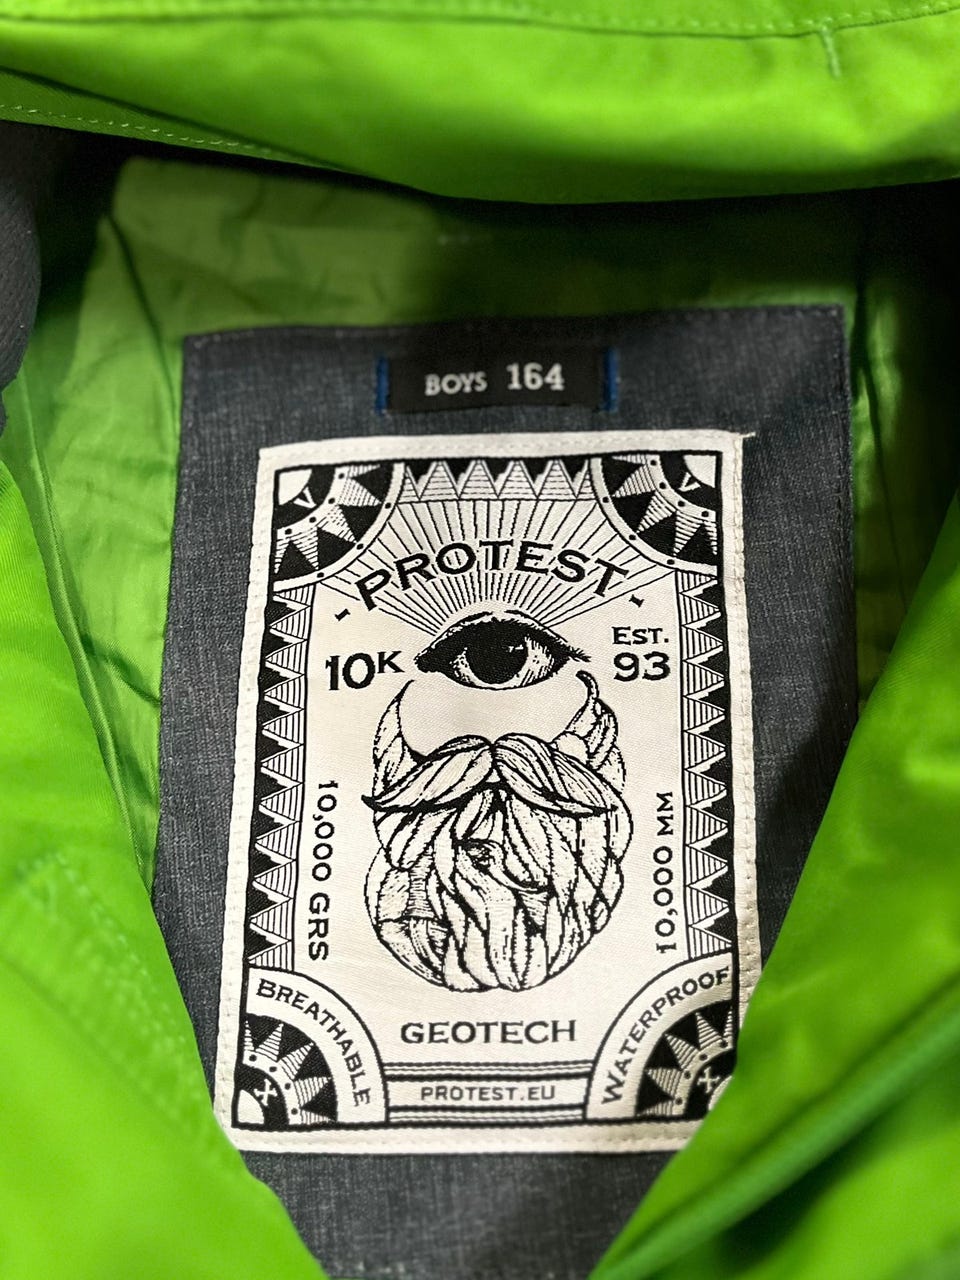 BOYS 164
PROTEST
10K
EST.
93
10,000 GRS
10,000 MM
BREATHABLE
WATERPROOF
GEOTECH
PROTEST.EU